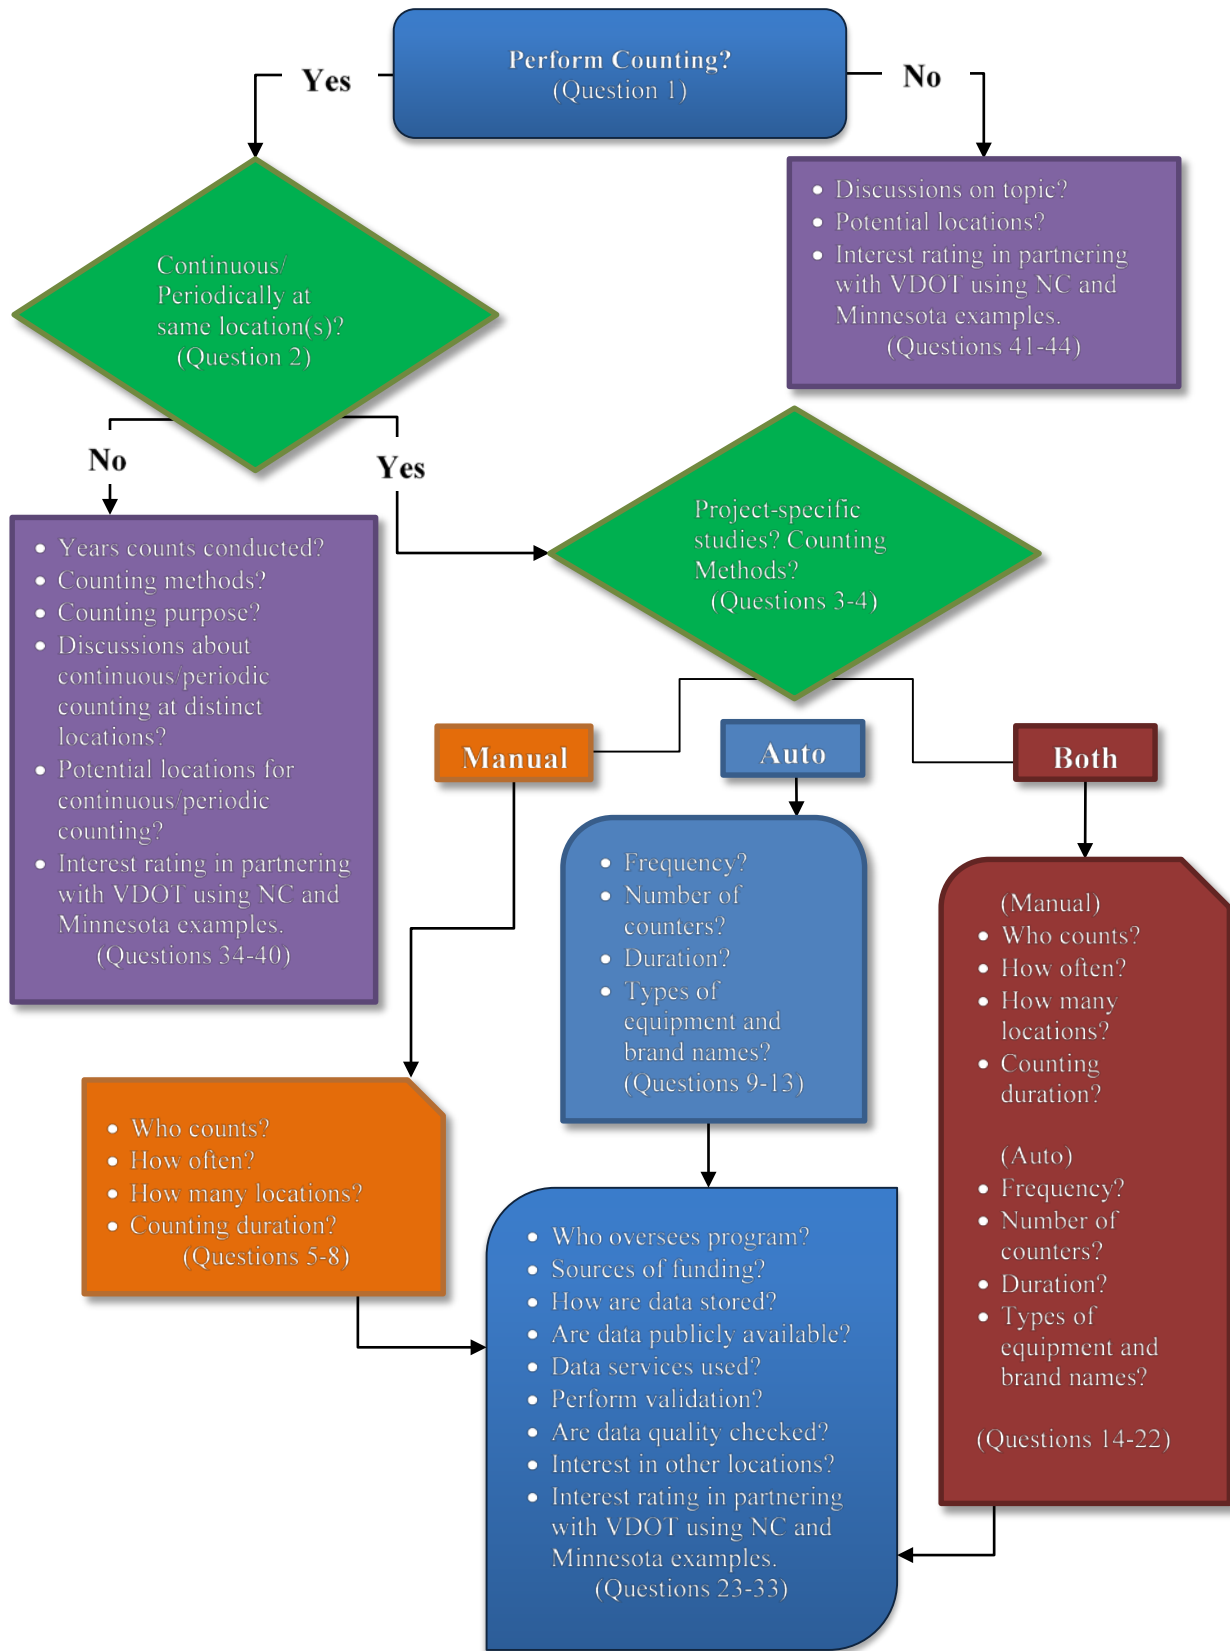 Perform Counting?
(Question 1)
Yes
No
• Discussions on topic?
• Potential locations?
• Interest rating in partnering
with VDOT using NC and
Minnesota examples.
(Questions 41-44)
Continuous/
Periodically at
same location(s)?
(Question 2)
No
Yes
• Years counts conducted?
• Counting methods?
• Counting purpose?
• Discussions about
continuous/periodic
counting at distinct
locations?
• Potential locations for
continuous/periodic
counting?
• Interest rating in partnering
with VDOT using NC and
Minnesota examples.
(Questions 34-40)
Project-specific
studies? Counting
Methods?
(Questions 3-4)
Manual
Auto
Both
• Who counts?
• How often?
• How many locations?
• Counting duration?
(Questions 5-8)
• Frequency?
• Number of
counters?
• Duration?
• Types of
equipment and
brand names?
(Questions 9-13)
(Manual)
• Who counts?
• How often?
• How many
locations?
• Counting
duration?
(Auto)
• Frequency?
• Number of
counters?
• Duration?
• Types of
equipment and
brand names?
(Questions 14-22)
• Who oversees program?
• Sources of funding?
• How are data stored?
• Are data publicly available?
• Data services used?
• Perform validation?
• Are data quality checked?
• Interest in other locations?
• Interest rating in partnering
with VDOT using NC and
Minnesota examples.
(Questions 23-33)